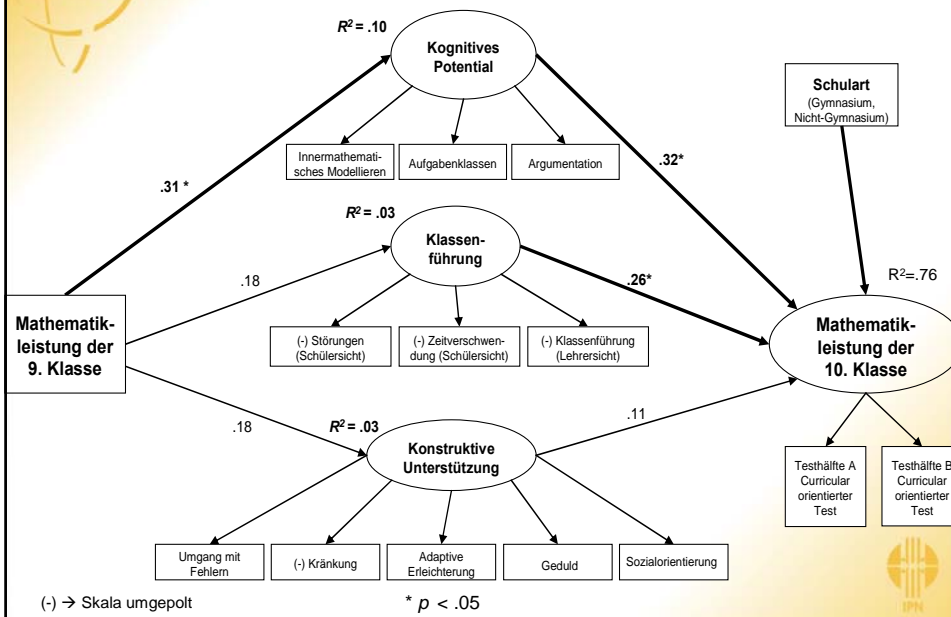 R² = .10
Kognitives
Potential
Schulart
(Gymnasium,
Nicht-Gymnasium)
Innermathemati-
sches Modellieren
Aufgabenklassen
Argumentation
.31 *
.32*
R² = .03
Klassen-
führung
.18
.26*
R²=.76
Mathematik-
leistung der
9. Klasse
(-) Störungen
(Schülersicht)
(-) Zeitverschwen-
dung (Schülersicht)
(-) Klassenführung
(Lehrersicht)
Mathematik-
leistung der
10. Klasse
.18
R² = .03
.11
Konstruktive
Unterstützung
Testhälfte A
Curricular
orientierter
Test
Testhälfte B
Curricular
orientierter
Test
Umgang mit
Fehlern
(-) Kränkung
Adaptive
Erleichterung
Geduld
Sozialorientierung
(-) → Skala umgepolt
* p < .05
IPN